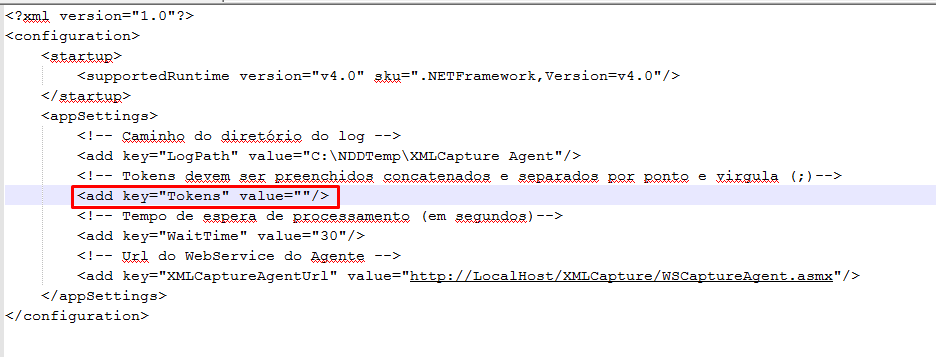 <?xml version="1.0"?>
<configuration>
<startup>
<supportedRuntime version="v4.0" sku=".NETFramework,Version=v4.0"/>
</startup>
<appSettings>
<!-- Caminho do diretório do log -->
<add key="LogPath" value="C:\NDDTemp\XMLCapture Agent"/>
<!-- Tokens devem ser preenchidos concatenados e separados por ponto e virgula (;)-->
<add key="Tokens" value=""/>
<!-- Tempo de espera de processamento (em segundos)-->
<add key="WaitTime" value="30"/>
<!-- Url do WebService do Agente -->
<add key="XMLCaptureAgentUrl" value="http://LocalHost/XMLCapture/WSCaptureAgent.asmx"/>
</appSettings>
</configuration>